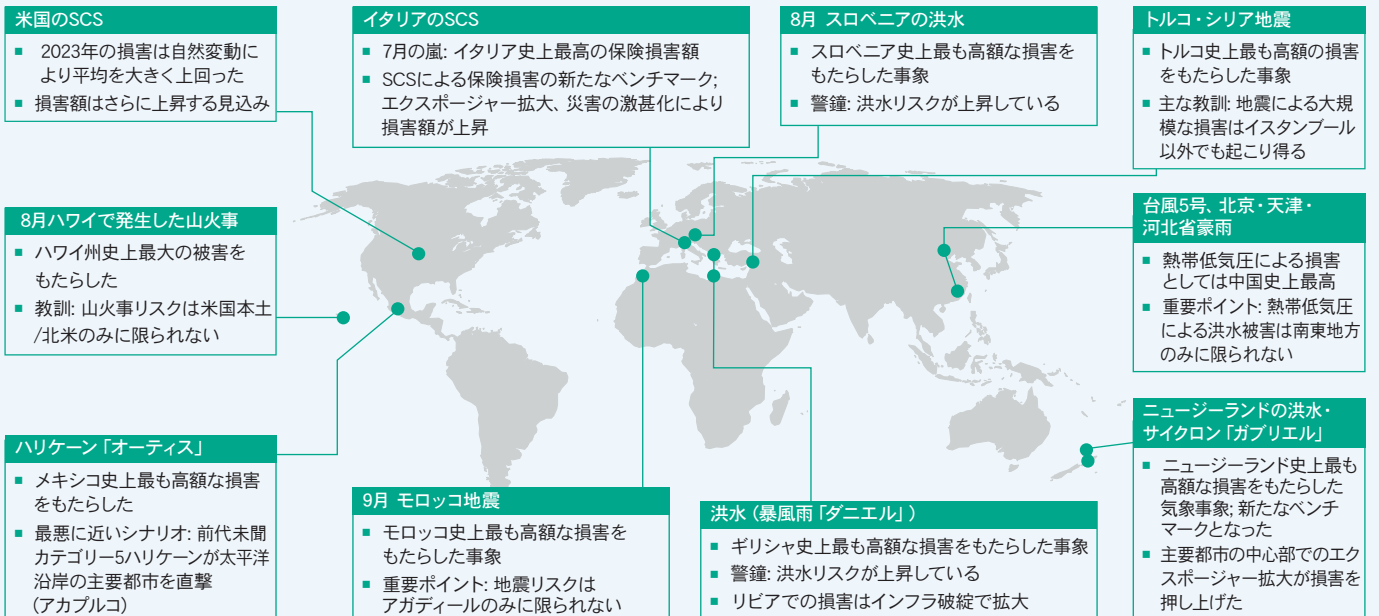 米国のSCS
■ 2023年の損害は自然変動に
より平均を大きく上回った
■ 損害額はさらに上昇する見込み
イタリアのSCS
■ 7月の嵐: イタリア史上最高の保険損害額
■ SCSによる保険損害の新たなベンチマーク;
エクスポージャー拡大、災害の激甚化により
損害額が上昇
8月 スロベニアの洪水
■ スロベニア史上最も高額な損害を
もたらした事象
■ 警鐘: 洪水リスクが上昇している
トルコ・シリア地震
■ トルコ史上最も高額の損害
をもたらした事象
■ 主な教訓: 地震による大規
模な損害はイスタンブール
以外でも起こり得る
8月ハワイで発生した山火事
■ ハワイ州史上最大の被害を
もたらした
■ 教訓: 山火事リスクは米国本土
/北米のみに限られない
台風5号、北京・天津・
河北省豪雨
■ 熱帯低気圧による損害
としては中国史上最高
■ 重要ポイント: 熱帯低気圧
による洪水被害は南東地方
のみに限られない
ハリケーン「オーティス」
■ メキシコ史上最も高額な損害
をもたらした
■ 最悪に近いシナリオ: 前代未聞
カテゴリー5ハリケーンが太平洋
沿岸の主要都市を直撃
(アカプルコ)
9月 モロッコ地震
■ モロッコ史上最も高額な損害を
もたらした事象
■ 重要ポイント: 地震リスクは
アガディールのみに限られない
洪水(暴風雨「ダニエル」)
■ ギリシャ史上最も高額な損害をもたらした事象
■ 警鐘: 洪水リスクが上昇している
■ リビアでの損害はインフラ破綻で拡大
ニュージーランドの洪水・
サイクロン「ガブリエル」
■ ニュージーランド史上最も
高額な損害をもたらした
気象事象; 新たなベンチ
マークとなった
■ 主要都市の中心部でのエク
スポージャー拡大が損害を
押し上げた